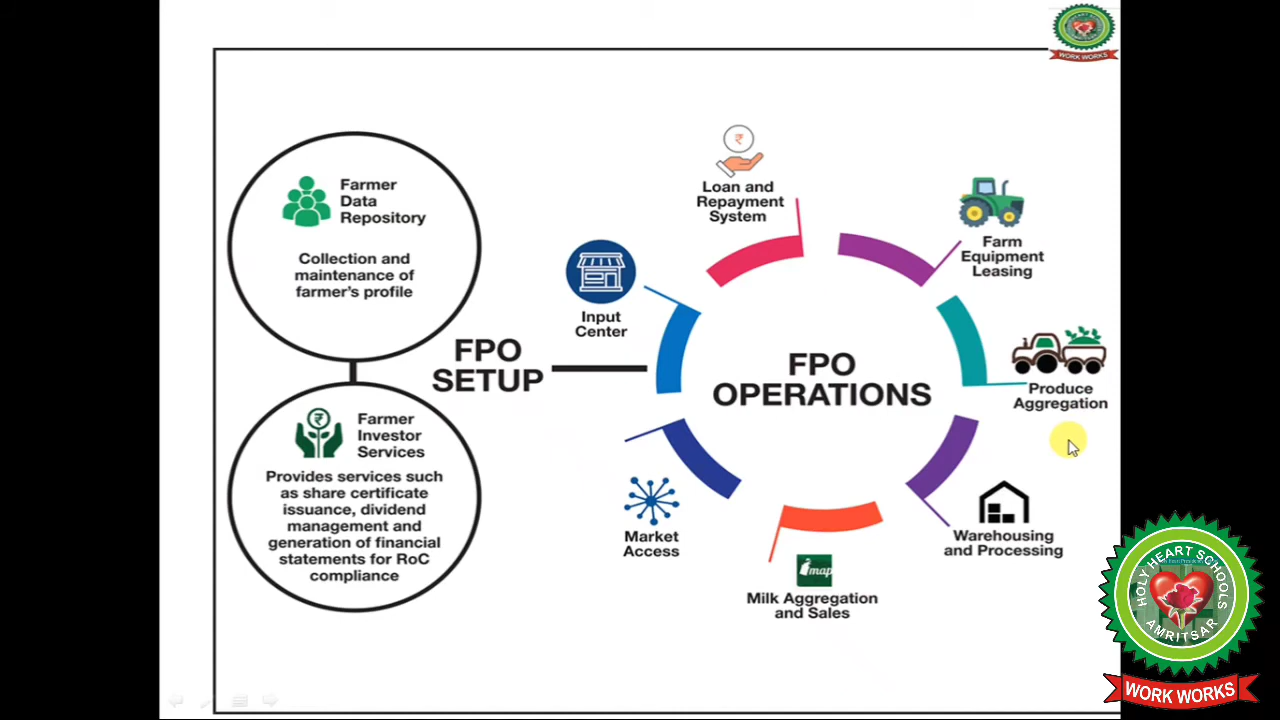 WORK WORKS
Farmer
Data
Repository
Collection and
maintenance of
farmer's profile
FPO
SETUP
Farmer
Investor
Services
Provides services such
as share certificate
issuance, dividend
management and
generation of financial
statements for RoC
compliance
Loan and
Repayment
System
Farm
Equipment
Leasing
Input
Center
FPO
OPERATIONS
Produce
Aggregation
Market
Access
Warehousing
and Processing
map
Milk Aggregation
and Sales
HOLY HEART SCHOOLS
AMRITSAR
WORK WORKS